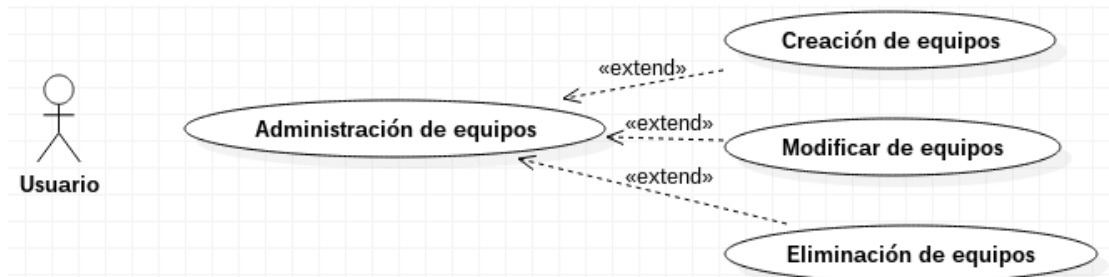 Creación de equipos
«extend»
Administración de equipos
«extend»
Modificar de equipos
Usuario
«extend»
Eliminación de equipos